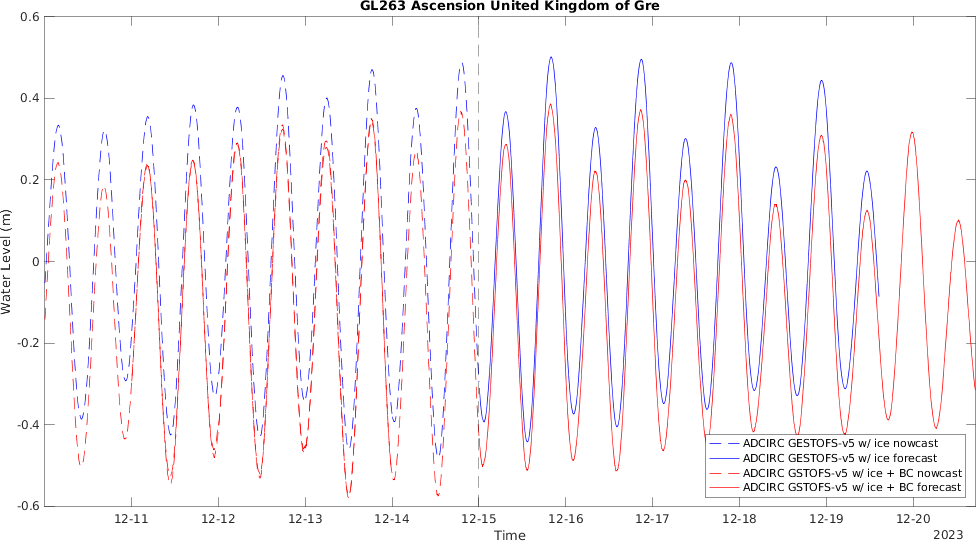 GL263 Ascension United Kingdom of Gre
0.6
0.4
0.2
0
-0.2
-0.4
-0.6
Water Level (m)
12-11 12-12 12-13 12-14 12-15 12-16 12-17 12-18 12-19 12-20
Time
2023
ADCIRC GESTOFS-v5 w/ ice nowcast
ADCIRC GESTOFS-v5 w/ ice forecast
ADCIRC GSTOFS-v5 w/ ice + BC nowcast
ADCIRC GSTOFS-v5 w/ ice + BC forecast